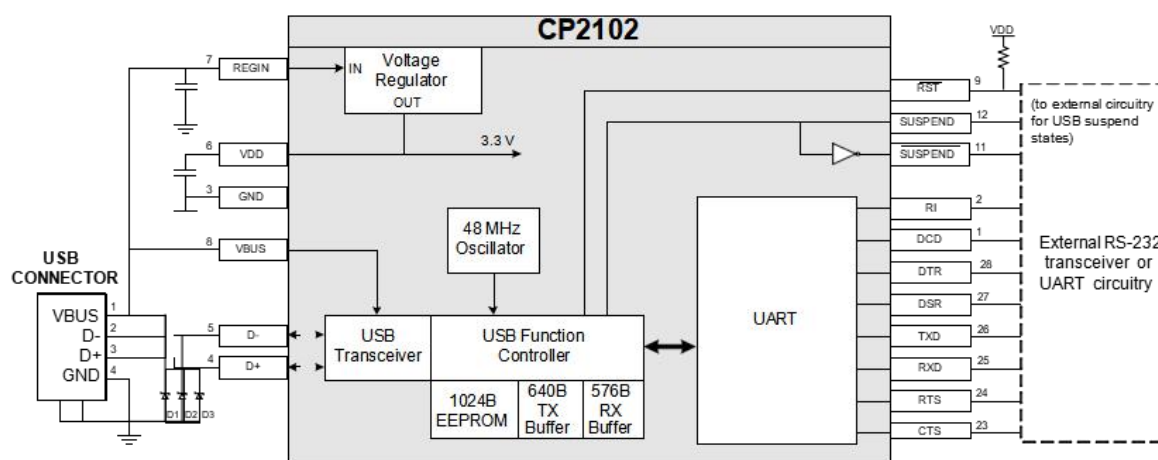 CP2102
VDD
7
REGIN
IN
Voltage
Regulator
OUT
RST
9
(to external circuitry
for USB suspend
states)
SUSPEND
12
6
VDD
3.3 V
SUSPEND
11
3
GND
RI
2
8
VBUS
48 MHz
Oscillator
DCD
1
External RS-232
transceiver or
UART circuitry
USB
CONNECTOR
DTR
28
VBUS
1
DSR
27
D-
2
5
D-
USB
Transceiver
USB Function
Controller
UART
TXD
26
D+
3
4
D+
RXD
25
GND
4
1024B
EEPROM
640B
TX
Buffer
576B
RX
Buffer
RTS
24
D1
D2
D3
CTS
23